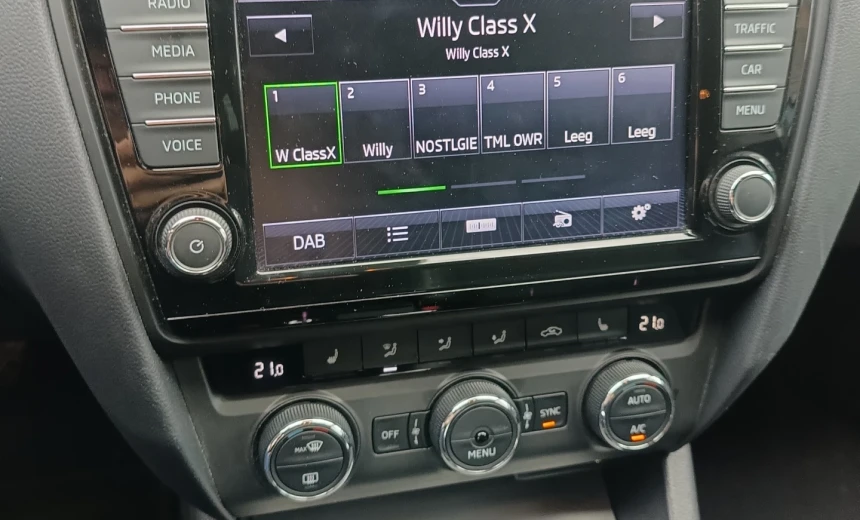 RADIO
MEDIA
PHONE
VOICE
Willy Class X
Willy Class X
1
W ClassX
2
Willy
3
NOSTLGIE
4
TML OWR
5
Leeg
6
Leeg
DAB
TRAFFIC
CAR
MENU
21.0
21.0
MAX
OFF
MENU
SYNC
AUTO
A/C